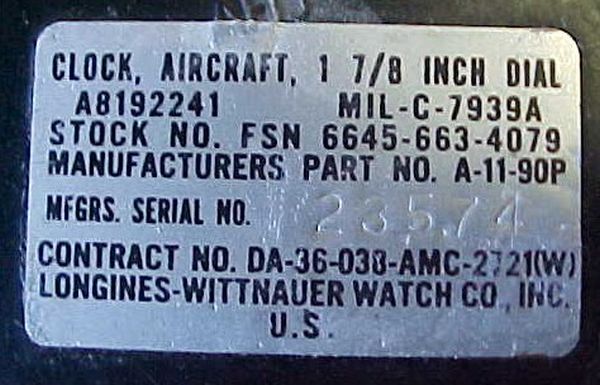 CLOCK, AIRCRAFT, 1 7/8 INCH DIAL
A8192241 MIL-C-7939A
STOCK NO. FSN 6645-663-4079
MANUFACTURERS PART NO. A-11-90P
MFGRS. SERIAL NO. 23574
CONTRACT NO. DA-36-038-AMC-2721(W)
LONGINES-WITTNAUER WATCH CO., INC.
U.S.